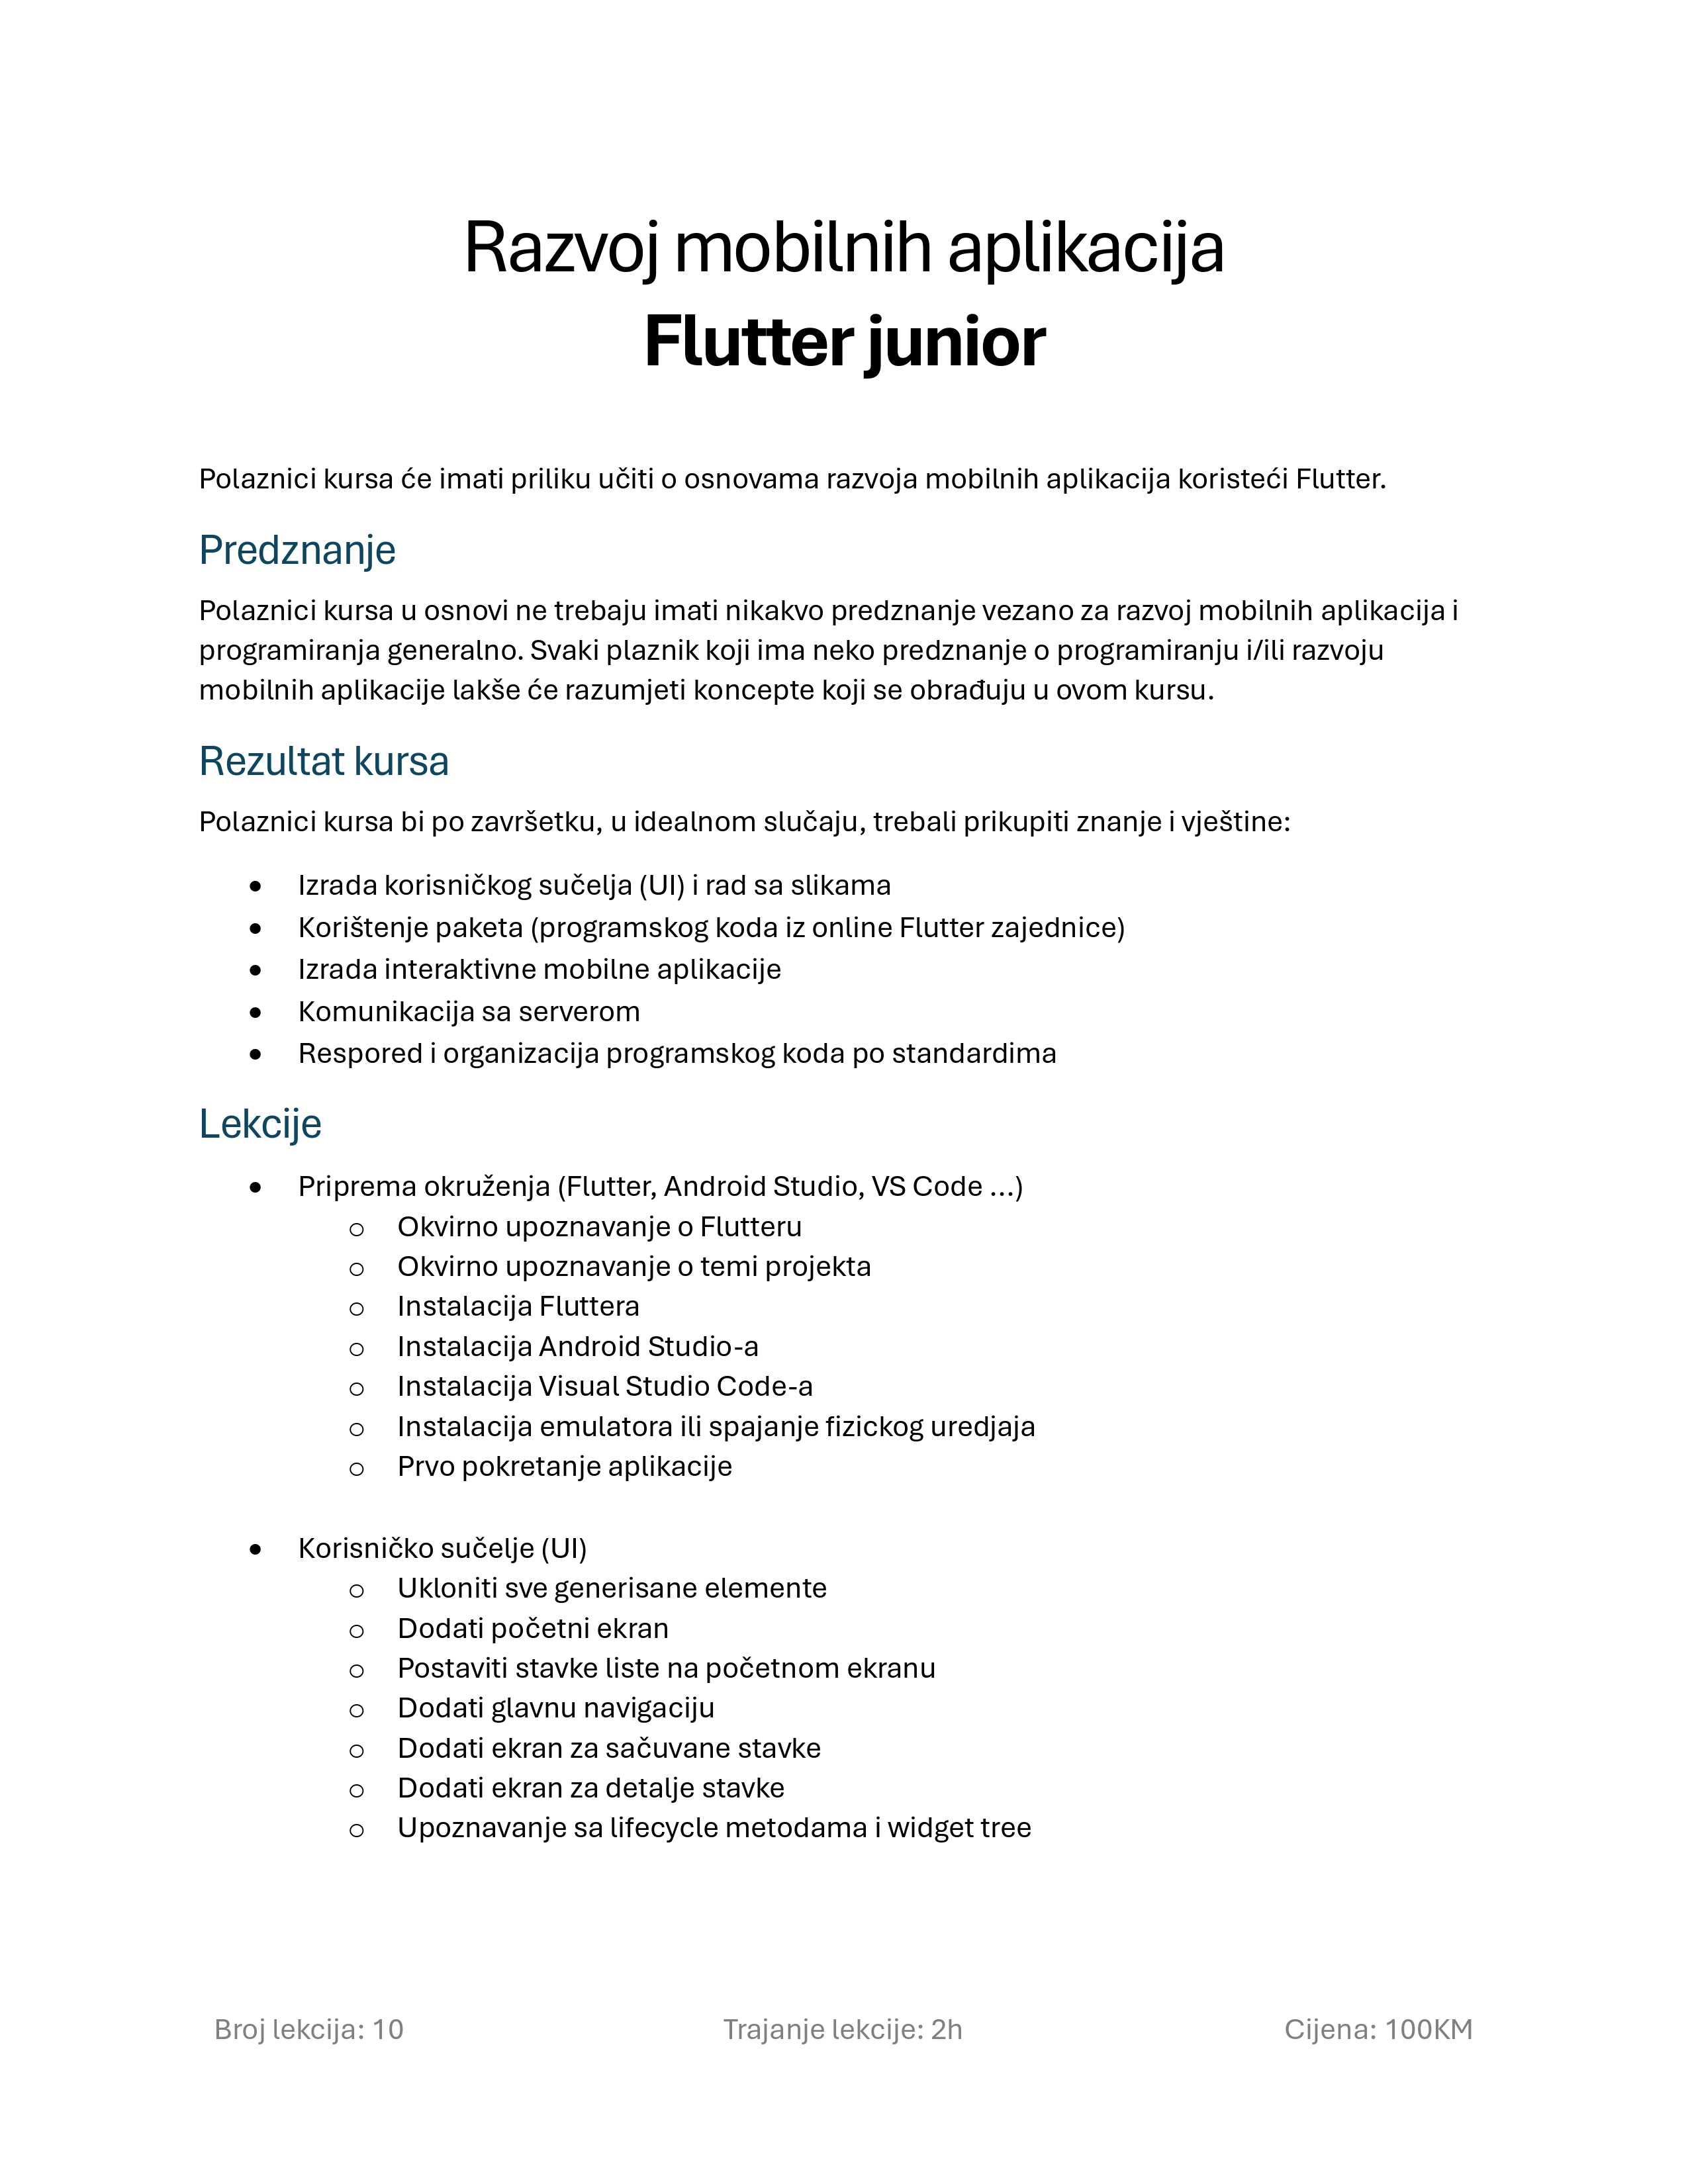 Razvoj mobilnih aplikacija
Flutter junior
Polaznici kursa će imati priliku učiti o osnovama razvoja mobilnih aplikacija koristeći Flutter.
Predznanje
Polaznici kursa u osnovi ne trebaju imati nikakvo predznanje vezano za razvoj mobilnih aplikacija i
programiranja generalno. Svaki plaznik koji ima neko predznanje o programiranju i/ili razvoju
mobilnih aplikacije lakše će razumjeti koncepte koji se obrađuju u ovom kursu.
Rezultat kursa
Polaznici kursa bi po završetku, u idealnom slučaju, trebali prikupiti znanje i vještine:
• Izrada korisničkog sučelja (UI) i rad sa slikama
• Korištenje paketa (programskog koda iz online Flutter zajednice)
• Izrada interaktivne mobilne aplikacije
• Komunikacija sa serverom
• Respored i organizacija programskog koda po standardima
Lekcije
• Priprema okruženja (Flutter, Android Studio, VS Code ...)
o Okvirno upoznavanje o Flutteru
o Okvirno upoznavanje o temi projekta
o Instalacija Fluttera
o Instalacija Android Studio-a
o Instalacija Visual Studio Code-a
o Instalacija emulatora ili spajanje fizickog uredjaja
o Prvo pokretanje aplikacije
• Korisničko sučelje (UI)
o Ukloniti sve generisane elemente
o Dodati početni ekran
o Postaviti stavke liste na početnom ekranu
o Dodati glavnu navigaciju
o Dodati ekran za sačuvane stavke
o Dodati ekran za detalje stavke
o Upoznavanje sa lifecycle metodama i widget tree
Broj lekcija: 10 Trajanje lekcije: 2h Cijena: 100KM